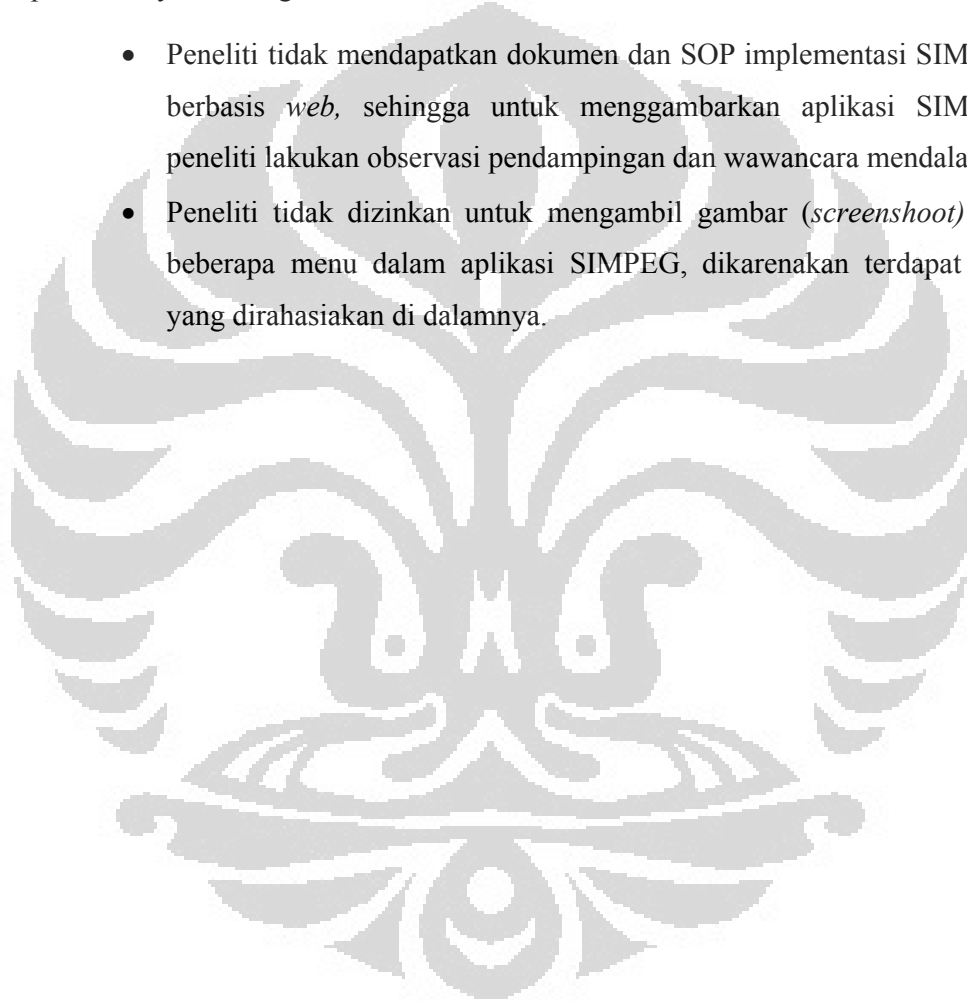 • Peneliti tidak mendapatkan dokumen dan SOP implementasi SIM
berbasis web, sehingga untuk menggambarkan aplikasi SIM
peneliti lakukan observasi pendampingan dan wawancara mendala
• Peneliti tidak dizinkan untuk mengambil gambar (screenshoot)
beberapa menu dalam aplikasi SIMPEG, dikarenakan terdapat
yang dirahasiakan di dalamnya.